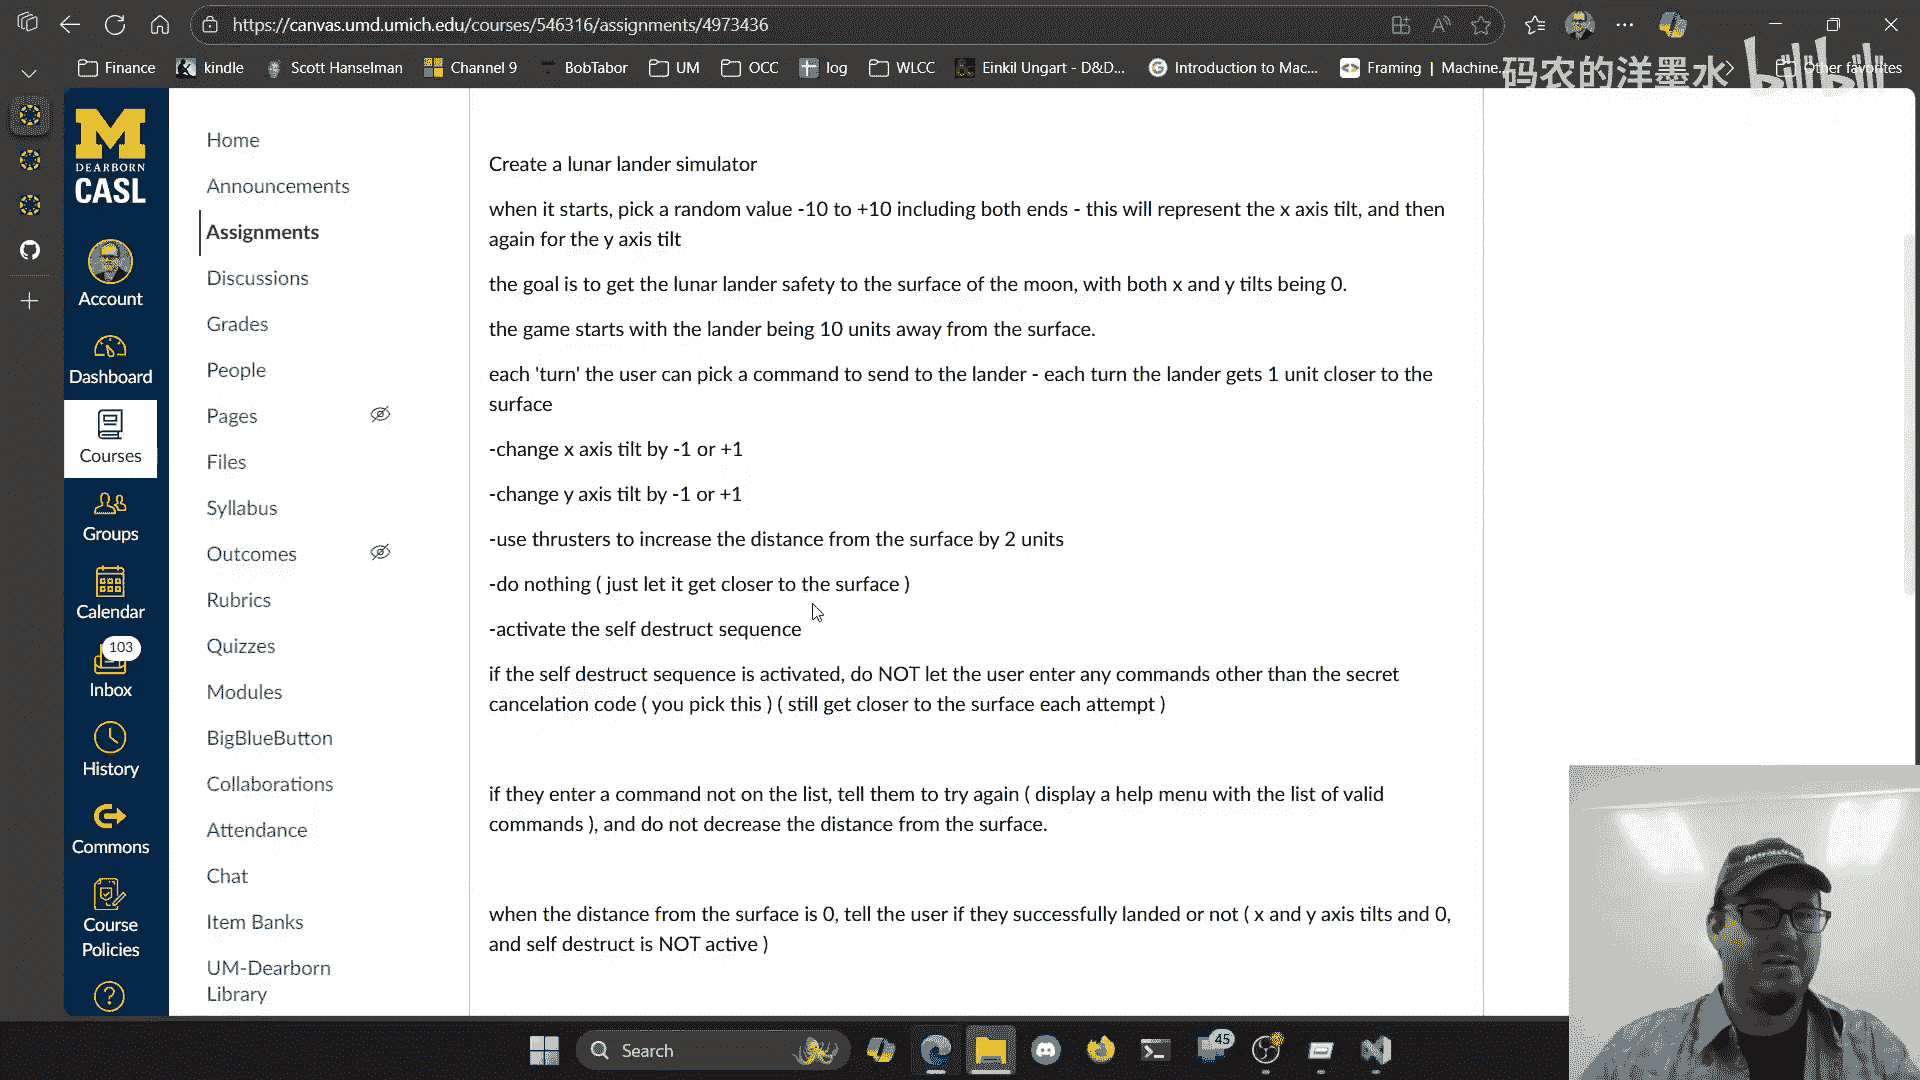 https://canvas.umd.umich.edu/courses/546316/assignments/4973436
Finance
kindle
Scott Hanselman
Channel 9
BobTabor
UM
OCC
log
WLCC
Einkil Ungart - D&D...
Introduction to Mac...
Framing | Machine...
Other favorites
码农的洋墨水
bilibili
M
DEARBORN
CASL
Account
Dashboard
Courses
Groups
Calendar
103
Inbox
History
Commons
Course
Policies
Home
Announcements
Assignments
Discussions
Grades
People
Pages
Files
Syllabus
Outcomes
Rubrics
Quizzes
Modules
BigBlueButton
Collaborations
Attendance
Chat
Item Banks
UM-Dearborn
Library
Create a lunar lander simulator
when it starts, pick a random value -10 to +10 including both ends - this will represent the x axis tilt, and then
again for the y axis tilt
the goal is to get the lunar lander safety to the surface of the moon, with both x and y tilts being 0.
the game starts with the lander being 10 units away from the surface.
each 'turn' the user can pick a command to send to the lander - each turn the lander gets 1 unit closer to the
surface
-change x axis tilt by -1 or +1
-change y axis tilt by -1 or +1
-use thrusters to increase the distance from the surface by 2 units
-do nothing ( just let it get closer to the surface )
-activate the self destruct sequence
if the self destruct sequence is activated, do NOT let the user enter any commands other than the secret
cancelation code ( you pick this ) ( still get closer to the surface each attempt )
if they enter a command not on the list, tell them to try again ( display a help menu with the list of valid
commands ), and do not decrease the distance from the surface.
when the distance from the surface is 0, tell the user if they successfully landed or not ( x and y axis tilts and 0,
and self destruct is NOT active )
Search
45